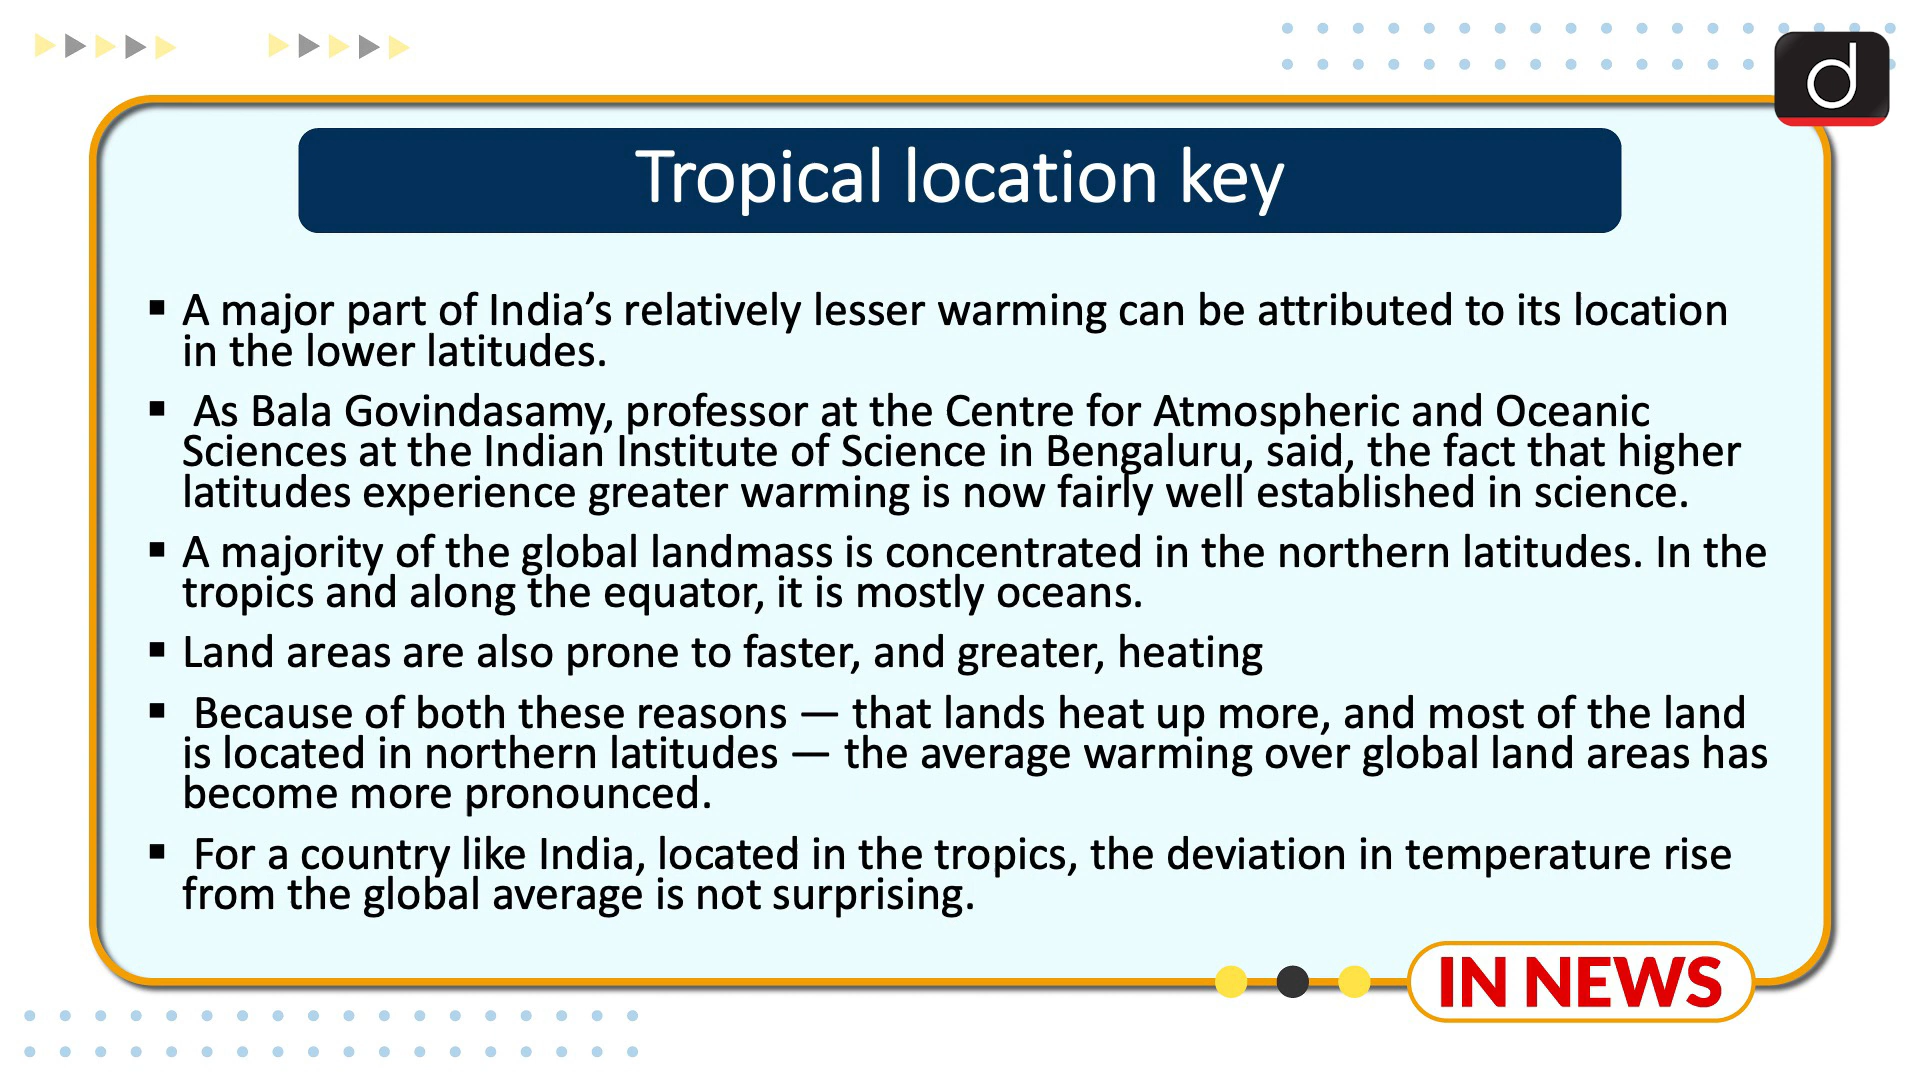 d
Tropical location key
▪ A major part of India’s relatively lesser warming can be attributed to its location
in the lower latitudes.
▪ As Bala Govindasamy, professor at the Centre for Atmospheric and Oceanic
Sciences at the Indian Institute of Science in Bengaluru, said, the fact that higher
latitudes experience greater warming is now fairly well established in science.
▪ A majority of the global landmass is concentrated in the northern latitudes. In the
tropics and along the equator, it is mostly oceans.
▪ Land areas are also prone to faster, and greater, heating
▪ Because of both these reasons — that lands heat up more, and most of the land
is located in northern latitudes — the average warming over global land areas has
become more pronounced.
▪ For a country like India, located in the tropics, the deviation in temperature rise
from the global average is not surprising.
IN NEWS